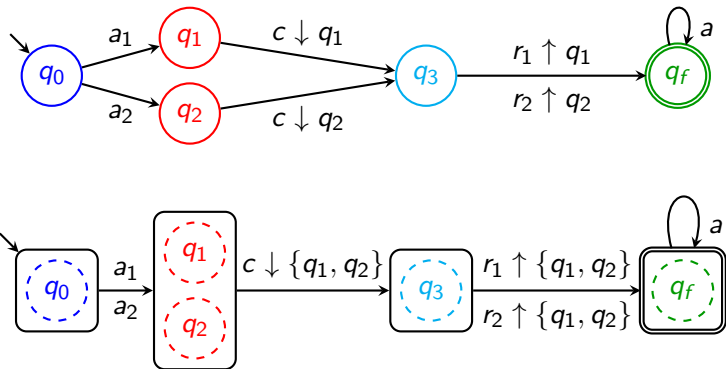 a₁ q₁ c ↓ q₁ a
q₀ q₃ r₁ ↑ q₁ q_f
a₂ q₂ c ↓ q₂ r₂ ↑ q₂
q₁ a
q₀ a₁ c ↓ {q₁, q₂} q₃ r₁ ↑ {q₁, q₂} q_f
a₂ q₂ r₂ ↑ {q₁, q₂}